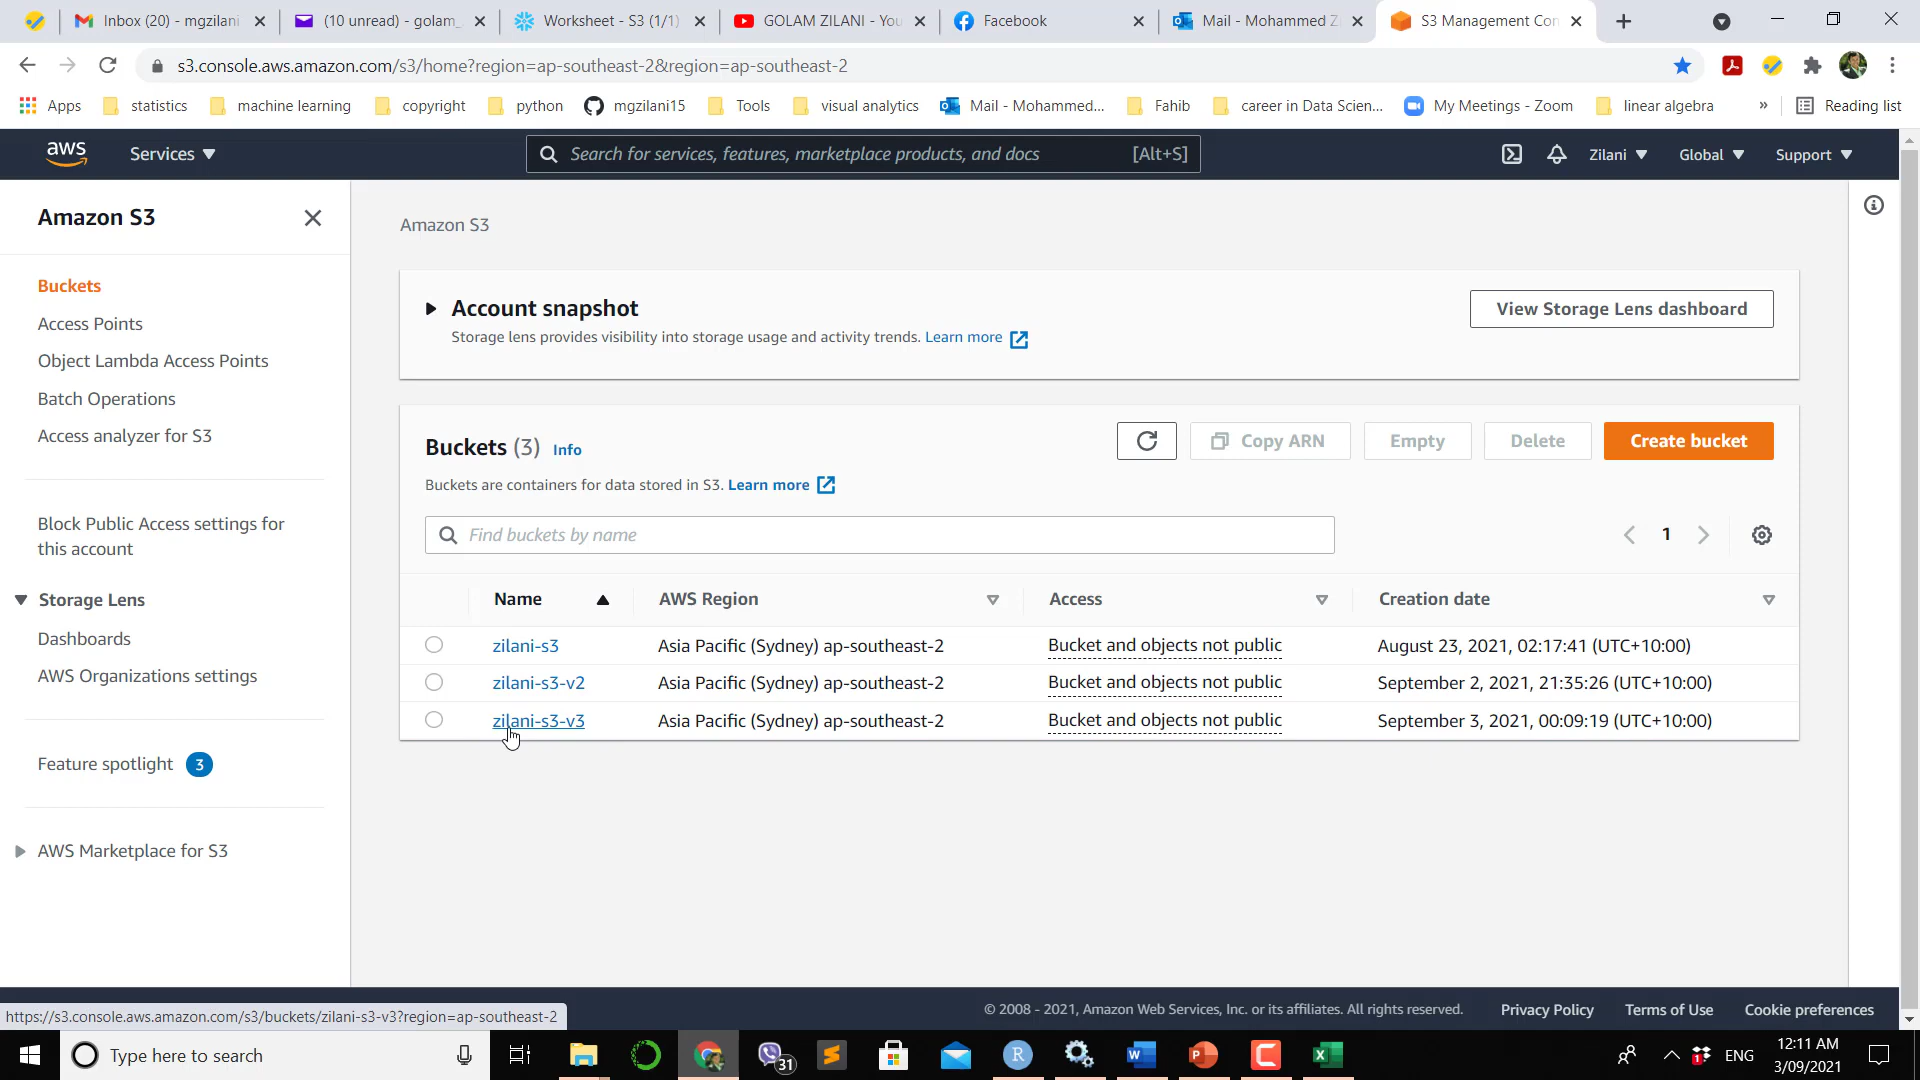 Inbox (20) - mgzilani
(10 unread) - golam_
Worksheet - S3 (1/1)
GOLAM ZILANI - You
Facebook
Mail - Mohammed Z
S3 Management Con
s3.console.aws.amazon.com/s3/home?region=ap-southeast-2&region=ap-southeast-2
Apps
statistics
machine learning
copyright
python
mgzilani15
Tools
visual analytics
Mail - Mohammed...
Fahib
career in Data Scien...
My Meetings - Zoom
linear algebra
»
Reading list
aws
Services
Search for services, features, marketplace products, and docs
[Alt+S]
Zilani
Global
Support
Amazon S3
Buckets
Access Points
Object Lambda Access Points
Batch Operations
Access analyzer for S3
Block Public Access settings for
this account
Storage Lens
Dashboards
AWS Organizations settings
Feature spotlight 3
AWS Marketplace for S3
Amazon S3
Account snapshot
Storage lens provides visibility into storage usage and activity trends. Learn more
View Storage Lens dashboard
Buckets (3) Info
Copy ARN
Empty
Delete
Create bucket
Buckets are containers for data stored in S3. Learn more
Find buckets by name
1
Name AWS Region Access Creation date
zilani-s3 Asia Pacific (Sydney) ap-southeast-2 Bucket and objects not public August 23, 2021, 02:17:41 (UTC+10:00)
zilani-s3-v2 Asia Pacific (Sydney) ap-southeast-2 Bucket and objects not public September 2, 2021, 21:35:26 (UTC+10:00)
zilani-s3-v3 Asia Pacific (Sydney) ap-southeast-2 Bucket and objects not public September 3, 2021, 00:09:19 (UTC+10:00)
© 2008 - 2021, Amazon Web Services, Inc. or its affiliates. All rights reserved.
Privacy Policy
Terms of Use
Cookie preferences
https://s3.console.aws.amazon.com/s3/buckets/zilani-s3-v3?region=ap-southeast-2
Type here to search
31
R
W
P
C
X
1
ENG
12:11 AM
3/09/2021